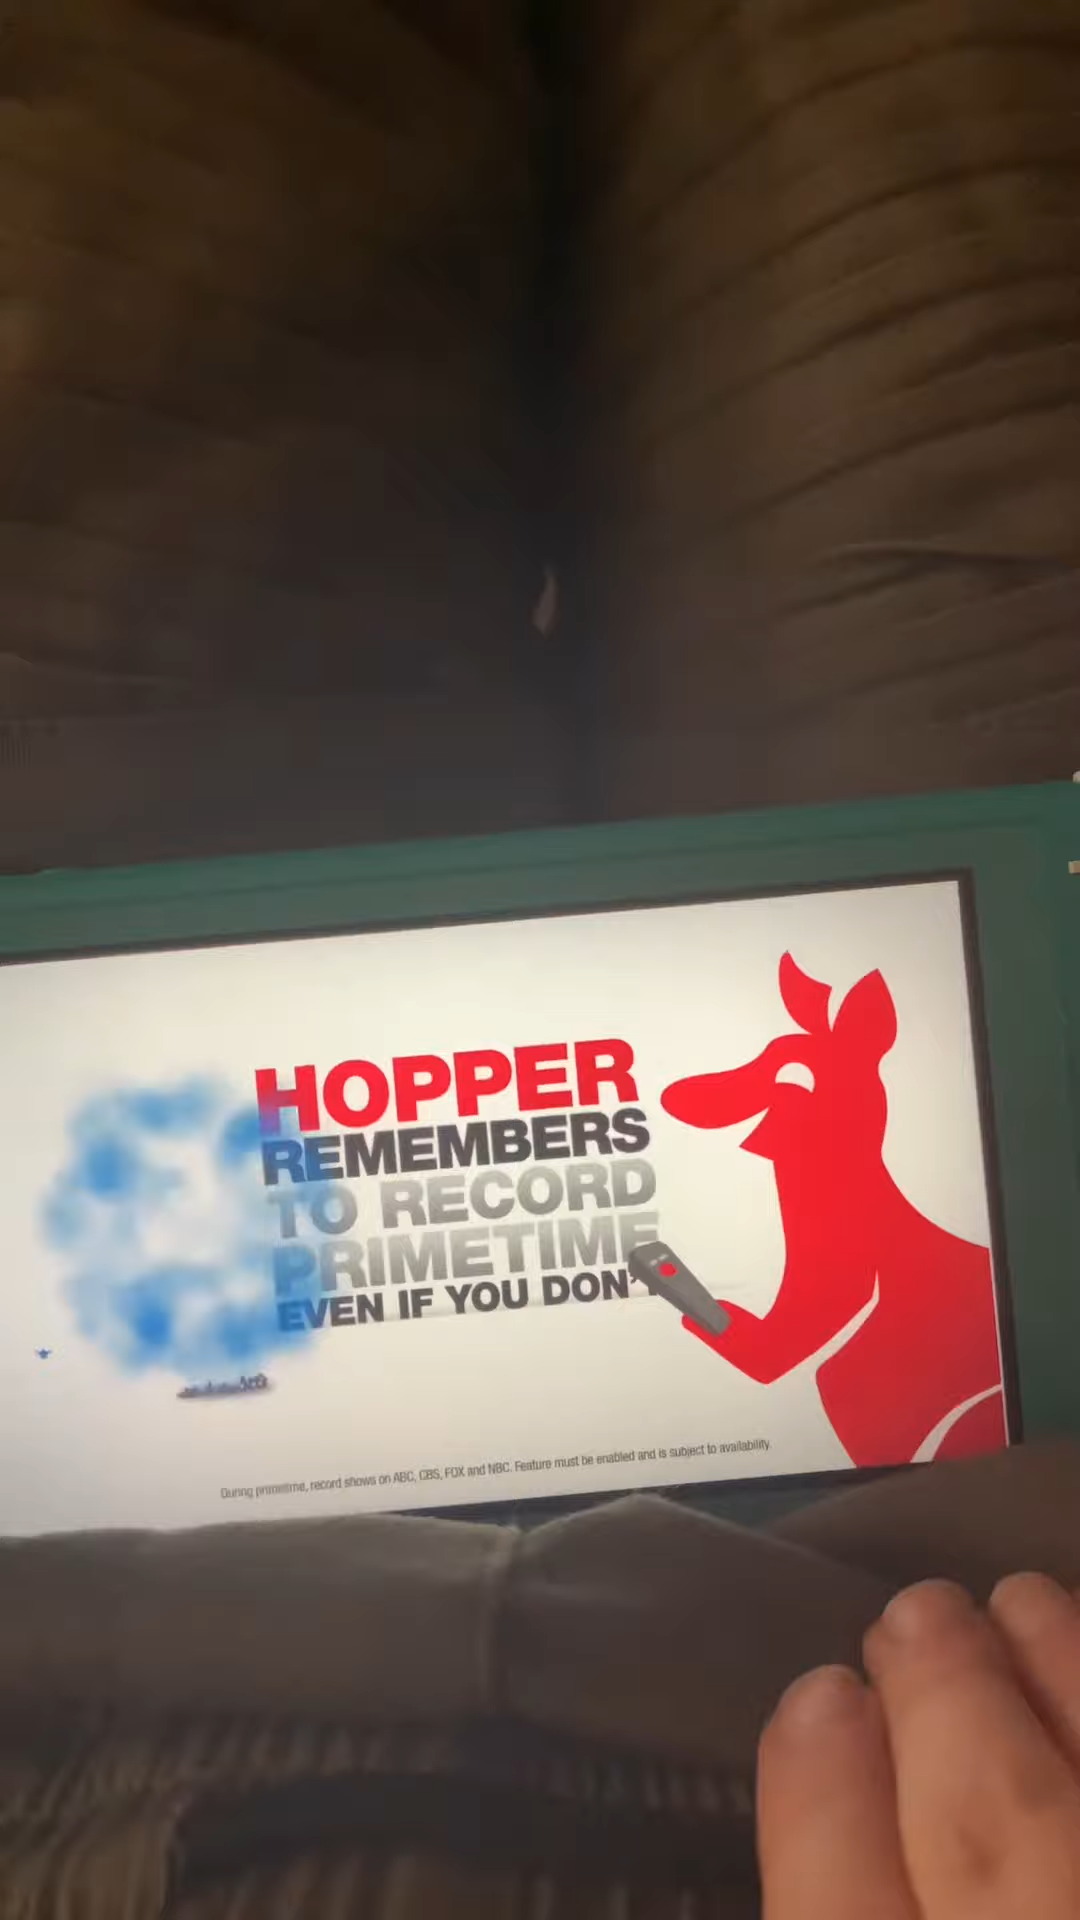 HOPPER
REMEMBERS
TO RECORD
PRIMETIME
EVEN IF YOU DON'T
During primetime, record shows on ABC, CBS, FOX and NBC. Feature must be enabled and is subject to availability.